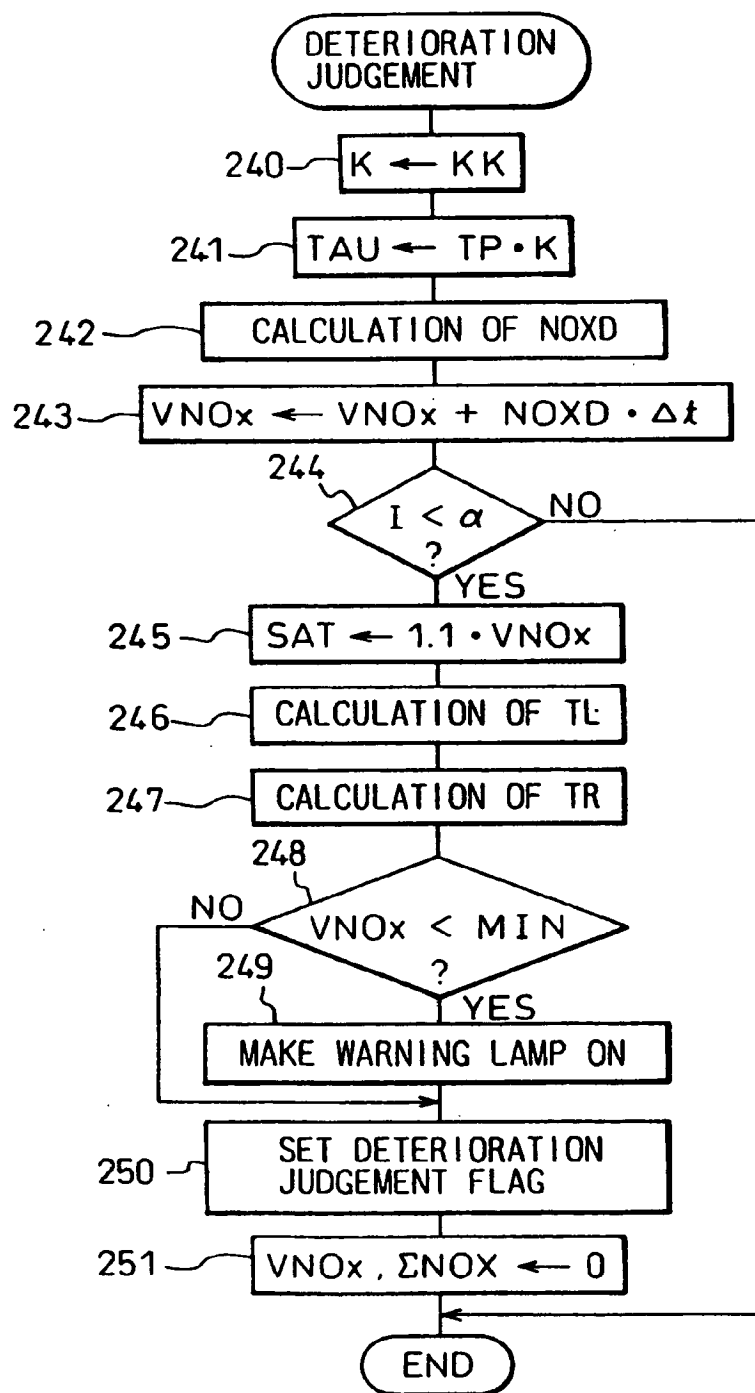 DETERIORATION
JUDGEMENT
240
K ← KK
241
TAU ← TP・K
242
CALCULATION OF NOXD
243
VNOx ← VNOx + NOXD・Δt
244
I < α
?
NO
YES
245
SAT ← 1.1・VNOx
246
CALCULATION OF TL
247
CALCULATION OF TR
248
NO
VNOx < MIN
?
249
YES
MAKE WARNING LAMP ON
250
SET DETERIORATION
JUDGEMENT FLAG
251
VNOx , ΣNOX ← 0
END